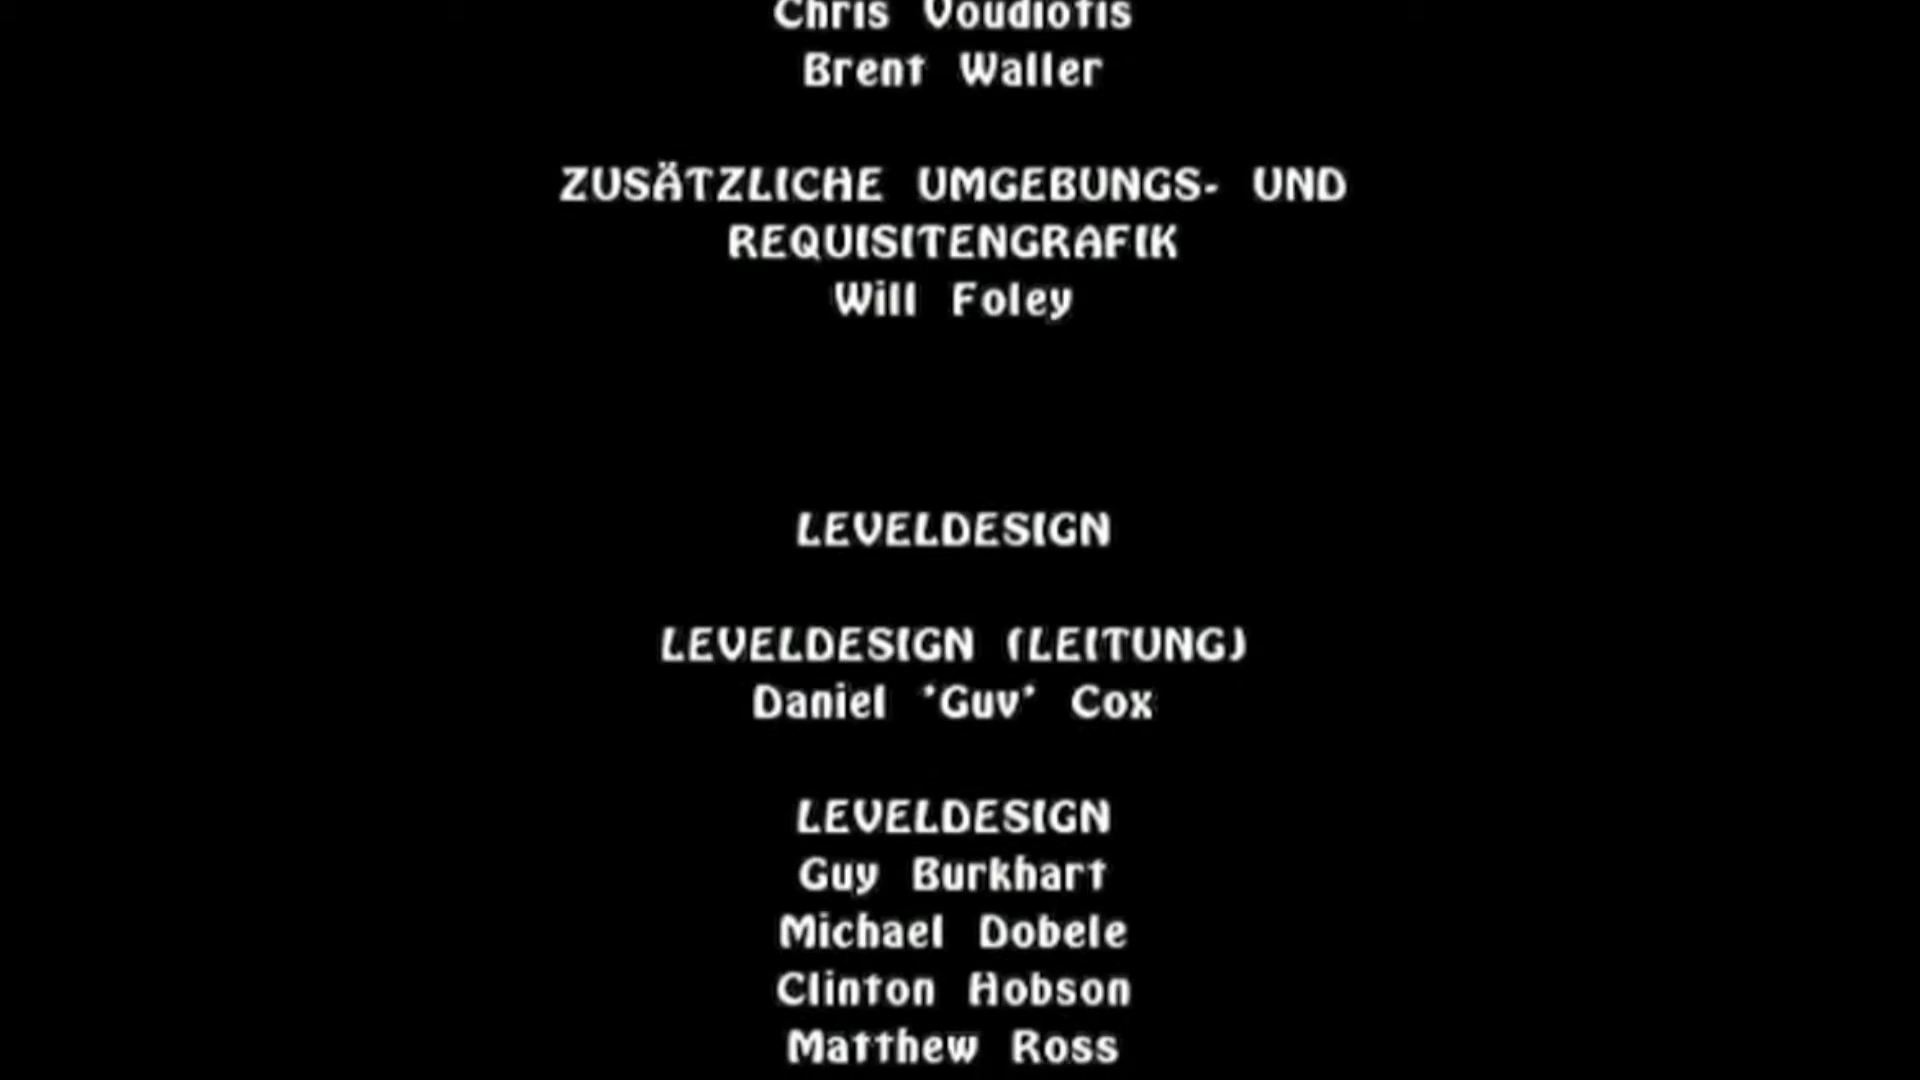 Chris Voudiotis
Brent Waller
ZUSÄTZLICHE UMGEBUNGS- UND
REQUISITENGRAFIK
Will Foley
LEVELDESIGN
LEVELDESIGN (LEITUNG)
Daniel "Guv" Cox
LEVELDESIGN
Guy Burkhart
Michael Dobele
Clinton Hobson
Matthew Ross